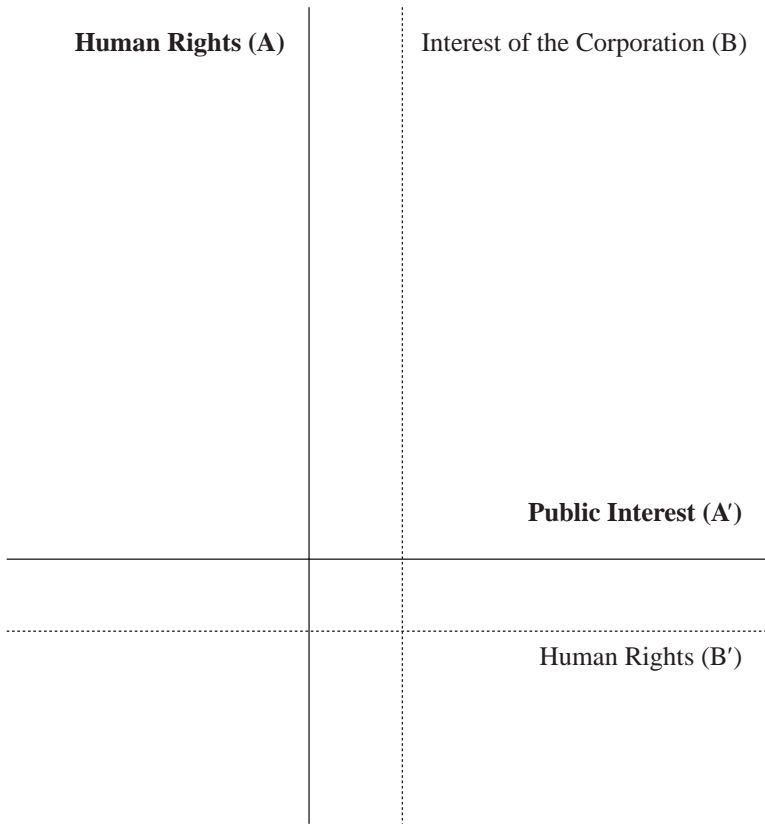 Human Rights (A)
Interest of the Corporation (B)
Public Interest (A′)
Human Rights (B′)